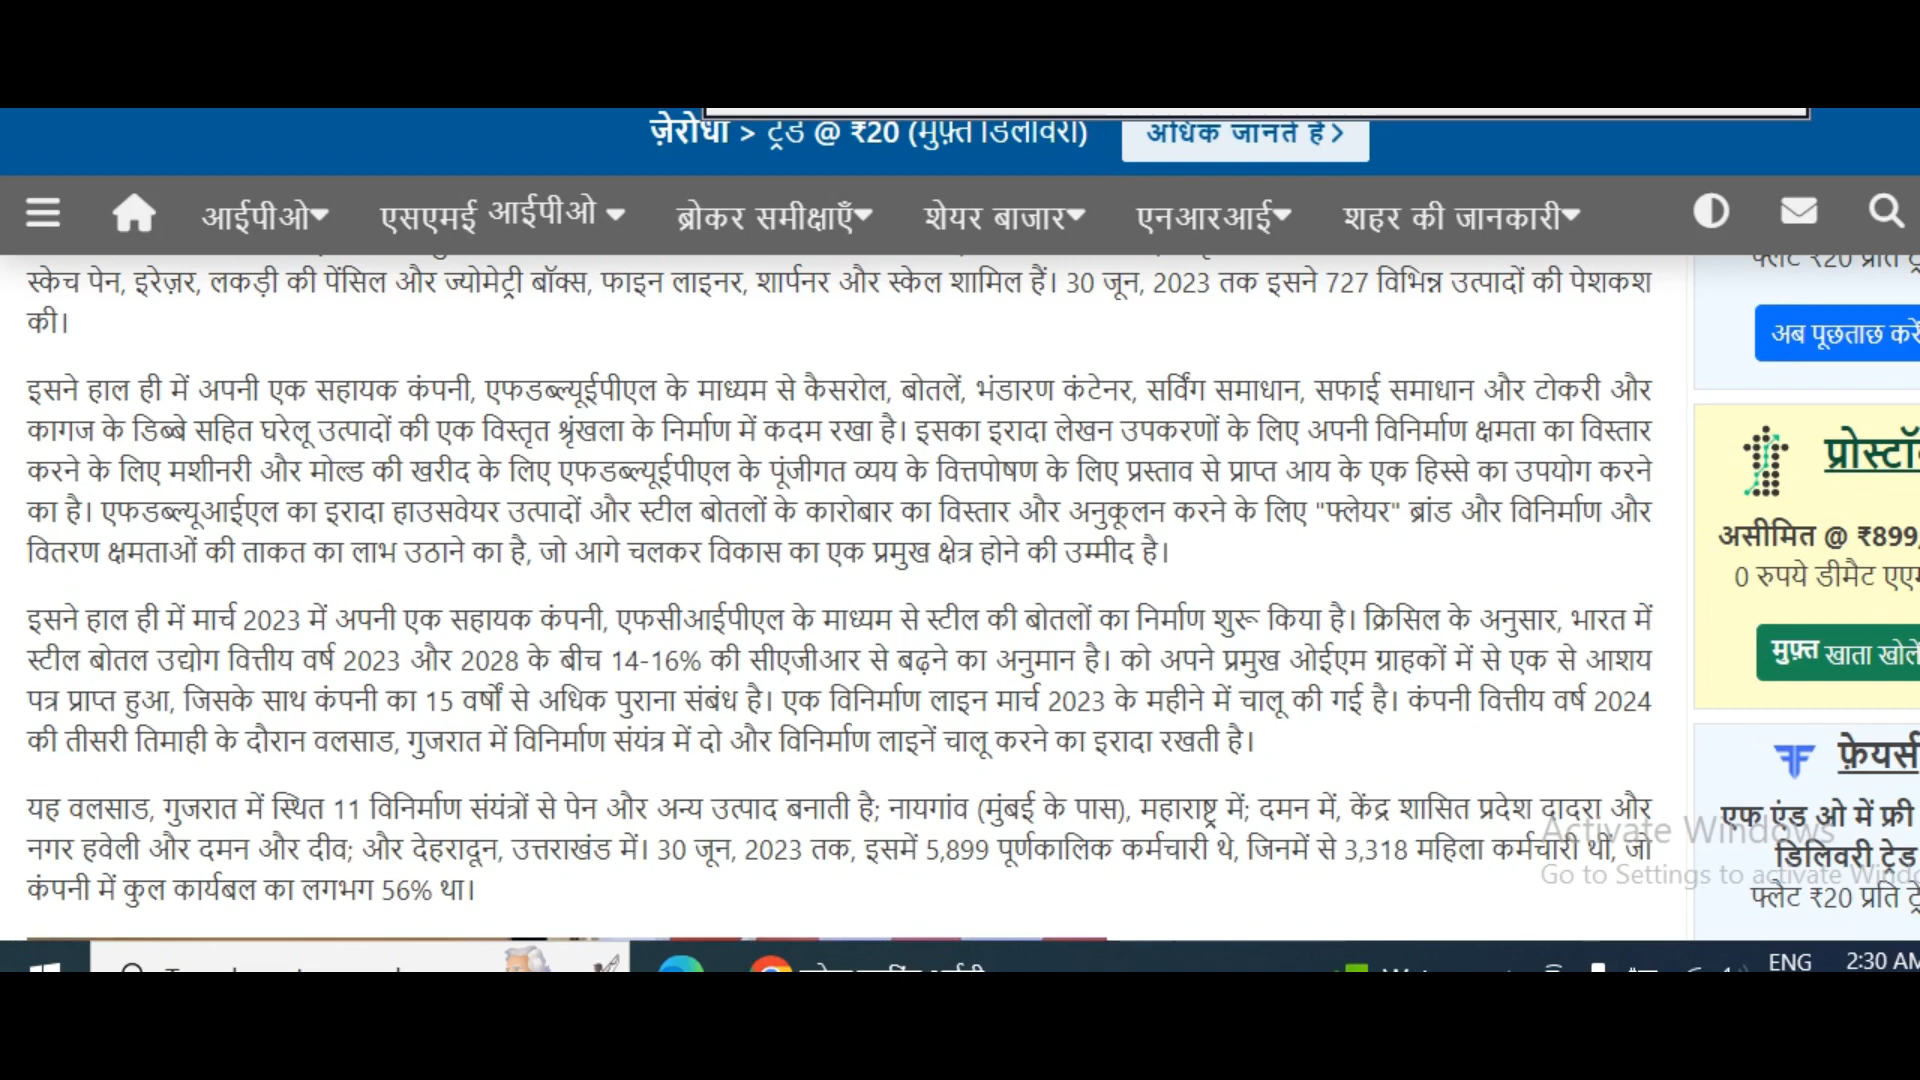 ज़ेरोधा > ट्रेड @ ₹20 (मुफ़्त डिलीवरी) अधिक जानते हैं >
आईपीओ एसएमई आईपीओ ब्रोकर समीक्षाएँ शेयर बाजार एनआरआई शहर की जानकारी
स्केच पेन, इरेज़र, लकड़ी की पेंसिल और ज्योमेट्री बॉक्स, फाइन लाइनर, शार्पनर और स्केल शामिल हैं। 30 जून, 2023 तक इसने 727 विभिन्न उत्पादों की पेशकश
की।
इसने हाल ही में अपनी एक सहायक कंपनी, एफडब्ल्यूईपीएल के माध्यम से कैसरोल, बोतलें, भंडारण कंटेनर, सर्विंग समाधान, सफाई समाधान और टोकरी और
कागज के डिब्बे सहित घरेलू उत्पादों की एक विस्तृत श्रृंखला के निर्माण में कदम रखा है। इसका इरादा लेखन उपकरणों के लिए अपनी विनिर्माण क्षमता का विस्तार
करने के लिए मशीनरी और मोल्ड की खरीद के लिए एफडब्ल्यूईपीएल के पूंजीगत व्यय के वित्तपोषण के लिए प्रस्ताव से प्राप्त आय के एक हिस्से का उपयोग करने
का है। एफडब्ल्यूआईएल का इरादा हाउसवेयर उत्पादों और स्टील बोतलों के कारोबार का विस्तार और अनुकूलन करने के लिए "फ्लेयर" ब्रांड और विनिर्माण और
वितरण क्षमताओं की ताकत का लाभ उठाने का है, जो आगे चलकर विकास का एक प्रमुख क्षेत्र होने की उम्मीद है।
इसने हाल ही में मार्च 2023 में अपनी एक सहायक कंपनी, एफसीआईपीएल के माध्यम से स्टील की बोतलों का निर्माण शुरू किया है। क्रिसिल के अनुसार, भारत में
स्टील बोतल उद्योग वित्तीय वर्ष 2023 और 2028 के बीच 14-16% की सीएजीआर से बढ़ने का अनुमान है। को अपने प्रमुख ओईएम ग्राहकों में से एक से आशय
पत्र प्राप्त हुआ, जिसके साथ कंपनी का 15 वर्षों से अधिक पुराना संबंध है। एक विनिर्माण लाइन मार्च 2023 के महीने में चालू की गई है। कंपनी वित्तीय वर्ष 2024
की तीसरी तिमाही के दौरान वलसाड, गुजरात में विनिर्माण संयंत्र में दो और विनिर्माण लाइनें चालू करने का इरादा रखती है।
यह वलसाड, गुजरात में स्थित 11 विनिर्माण संयंत्रों से पेन और अन्य उत्पाद बनाती है; नायगांव (मुंबई के पास), महाराष्ट्र में; दमन में, केंद्र शासित प्रदेश दादरा और
नगर हवेली और दमन और दीव; और देहरादून, उत्तराखंड में। 30 जून, 2023 तक, इसमें 5,899 पूर्णकालिक कर्मचारी थे, जिनमें से 3,318 महिला कर्मचारी थीं, जो
कंपनी में कुल कार्यबल का लगभग 56% था।
फ्लैट ₹20 प्रति
अब पूछताछ करें
असीमित @ ₹899
0 रुपये डीमैट
मुफ़्त खाता खोलें
एफ एंड ओ में फ्री
डिलिवरी ट्रेड
फ्लैट ₹20 प्रति
Activate Windows
Go to Settings to activate
ENG 2:30 AM